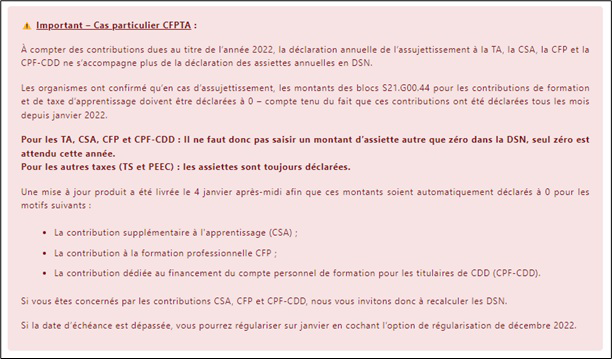 ⚠ Important – Cas particulier CFPTA :
À compter des contributions dues au titre de l'année 2022, la déclaration annuelle de l'assujettissement à la TA, la CSA, la CFP et la
CPF-CDD ne s'accompagne plus de la déclaration des assiettes annuelles en DSN.
Les organismes ont confirmé qu'en cas d'assujettissement, les montants des blocs S21.G00.44 pour les contributions de formation
et de taxe d'apprentissage doivent être déclarées à 0 – compte tenu du fait que ces contributions ont été déclarées tous les mois
depuis janvier 2022.
Pour les TA, CSA, CFP et CPF-CDD : Il ne faut donc pas saisir un montant d'assiette autre que zéro dans la DSN, seul zéro est
attendu cette année.
Pour les autres taxes (TS et PEEC) : les assiettes sont toujours déclarées.
Une mise à jour produit a été livrée le 4 janvier après-midi afin que ces montants soient automatiquement déclarés à 0 pour les
motifs suivants :
• La contribution supplémentaire à l'apprentissage (CSA) ;
• La contribution à la formation professionelle CFP ;
• La contribution dédiée au financement du compte personnel de formation pour les titulaires de CDD (CPF-CDD).
Si vous êtes concernés par les contributions CSA, CFP et CPF-CDD, nous vous invitons donc à recalculer les DSN.
Si la date d'échéance est dépassée, vous pourrez régulariser sur janvier en cochant l'option de régularisation de décembre 2022.